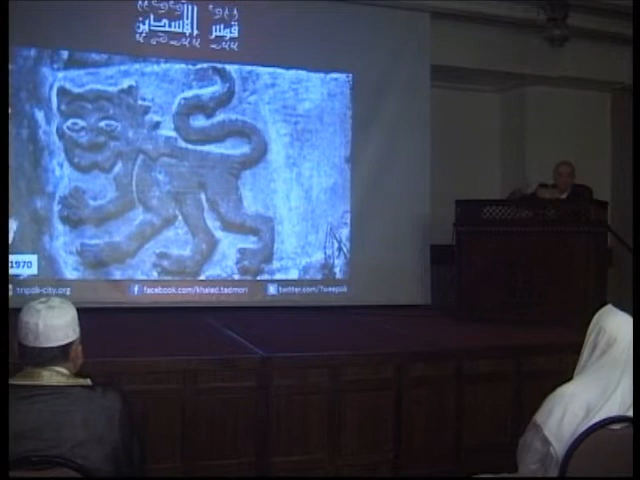 قوس الأسدين
1970
tripoli-city.org
facebook.com/khaled.tadmori
twitter.com/Tweepoli